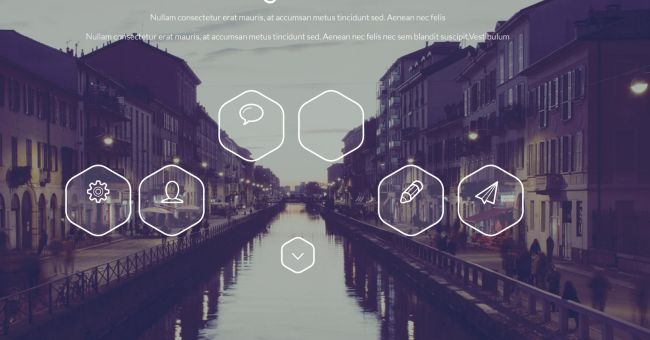 Nullam consectetur erat mauris, at accumsan metus tincidunt sed. Aenean nec felis
Nullam consectetur erat mauris, at accumsan metus tincidunt sed. Aenean nec felis nec sem blandit suscipit.Vestibulum